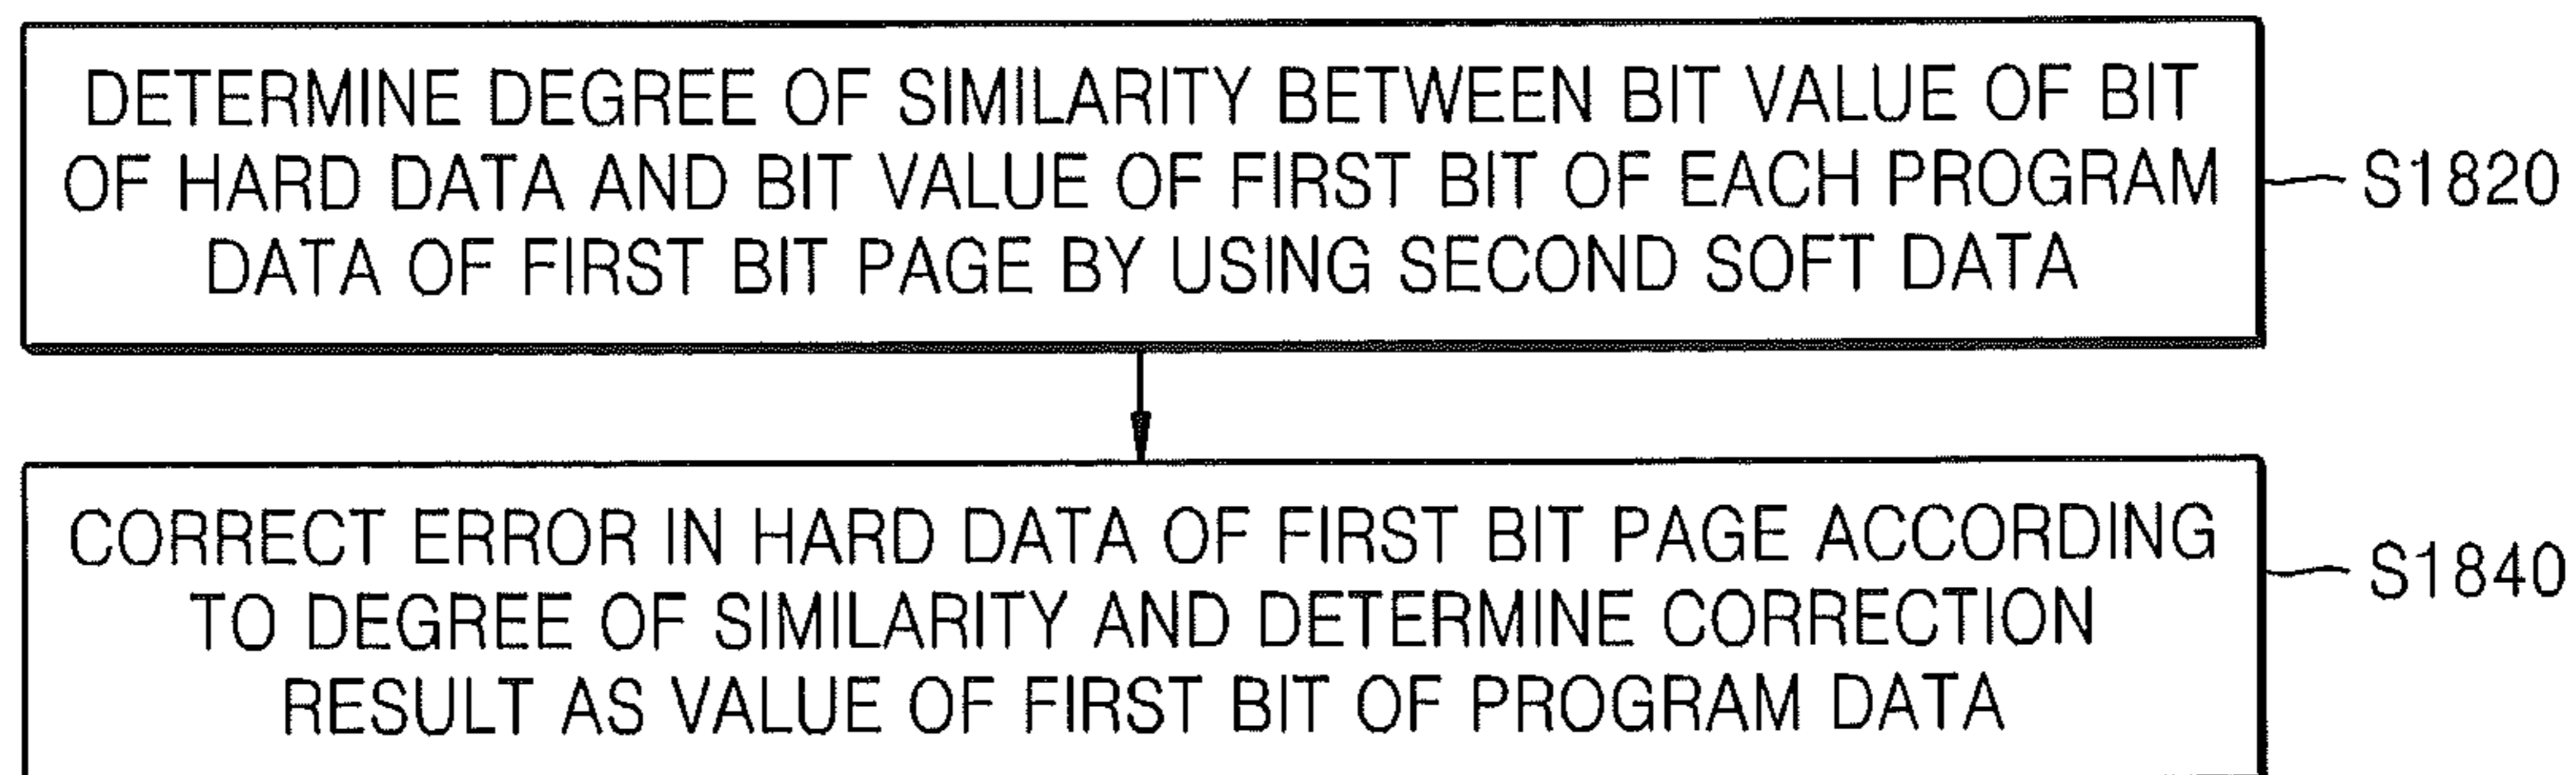 DETERMINE DEGREE OF SIMILARITY BETWEEN BIT VALUE OF BIT
OF HARD DATA AND BIT VALUE OF FIRST BIT OF EACH PROGRAM
DATA OF FIRST BIT PAGE BY USING SECOND SOFT DATA
S1820
CORRECT ERROR IN HARD DATA OF FIRST BIT PAGE ACCORDING
TO DEGREE OF SIMILARITY AND DETERMINE CORRECTION
RESULT AS VALUE OF FIRST BIT OF PROGRAM DATA
S1840